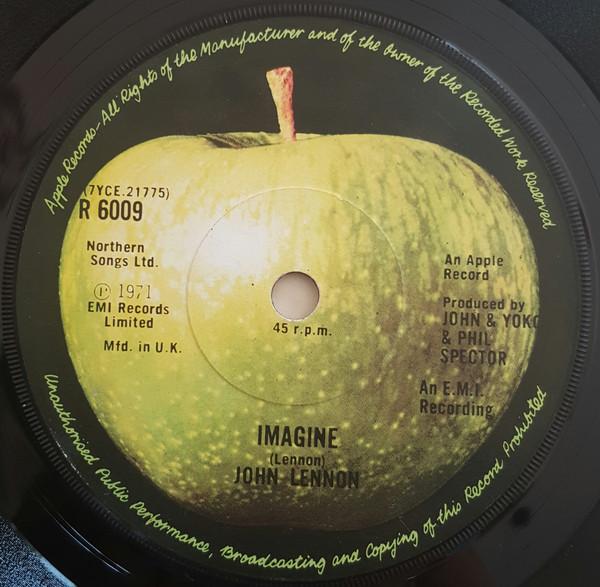 Apple Records-All Rights of the Manufacturer and of the Owner of the Recorded Work Reserved
(7YCE.21775)
R 6009
Northern
Songs Ltd.
Ⓟ 1971
EMI Records
Limited
Mfd. in U.K.
45 r.p.m.
An Apple
Record
Produced by
JOHN & YOKO
& PHIL
SPECTOR
An E.M.I.
Recording
IMAGINE
(Lennon)
JOHN LENNON
Unauthorised Public Performance, Broadcasting and Copying of this Record Prohibited